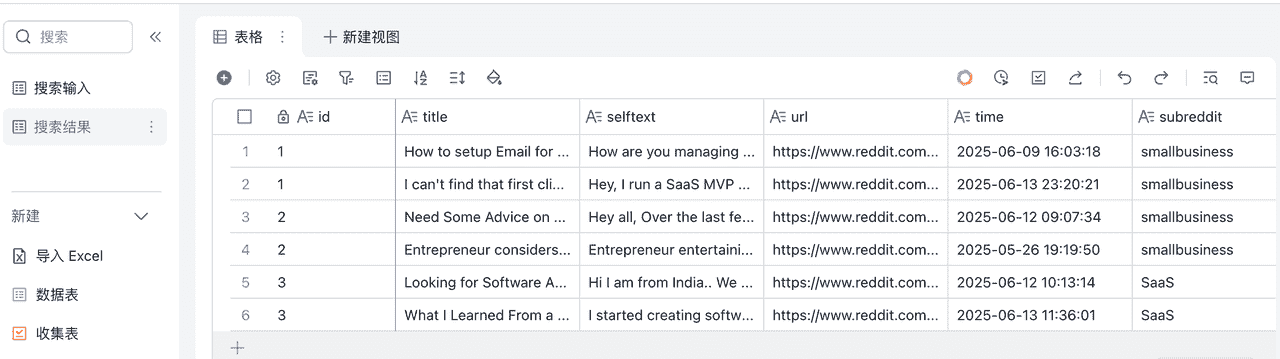 搜索
表格
新建视图
搜索输入
搜索结果
新建
导入 Excel
数据表
收集表
id title selftext url time subreddit
1 1 How to setup Email for ... How are you managing ... https://www.reddit.com... 2025-06-09 16:03:18 smallbusiness
2 1 I can't find that first cli... Hey, I run a SaaS MVP ... https://www.reddit.com... 2025-06-13 23:20:21 smallbusiness
3 2 Need Some Advice on ... Hey all, Over the last fe... https://www.reddit.com... 2025-06-12 09:07:34 smallbusiness
4 2 Entrepreneur considers... Entrepreneur entertaini... https://www.reddit.com... 2025-05-26 19:19:50 smallbusiness
5 3 Looking for Software A... Hi I am from India.. We ... https://www.reddit.com... 2025-06-12 10:13:14 SaaS
6 3 What I Learned From a ... I started creating softw... https://www.reddit.com... 2025-06-13 11:36:01 SaaS